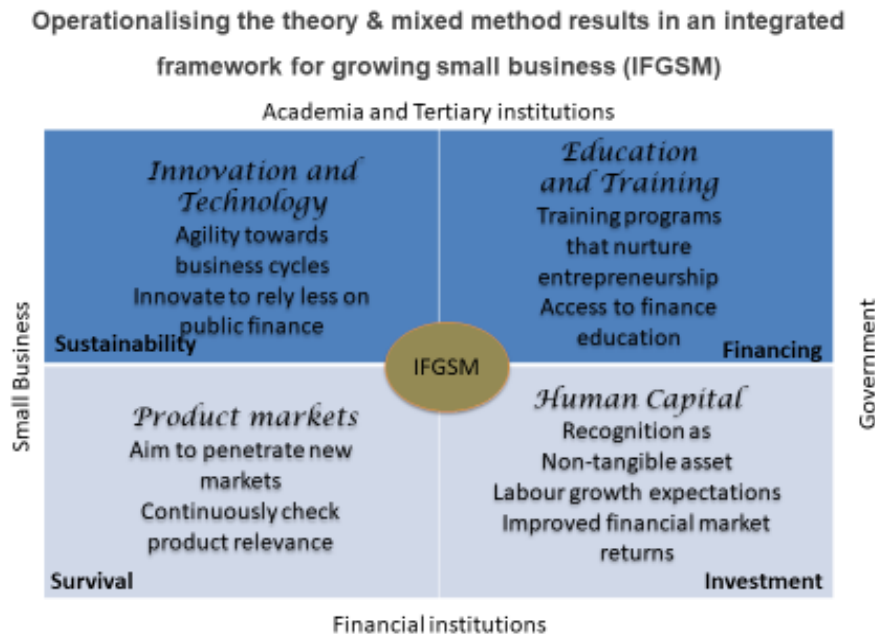 Operationalising the theory & mixed method results in an integrated
framework for growing small business (IFGSM)
Academia and Tertiary institutions
Small Business
Innovation and
Technology
Agility towards
business cycles
Innovate to rely less on
public finance
Sustainability
Education
and Training
Training programs
that nurture
entrepreneurship
Access to finance
education
Financing
Government
IFGSM
Product markets
Aim to penetrate new
markets
Continuously check
product relevance
Survival
Human Capital
Recognition as
Non-tangible asset
Labour growth expectations
Improved financial market
returns
Investment
Financial institutions